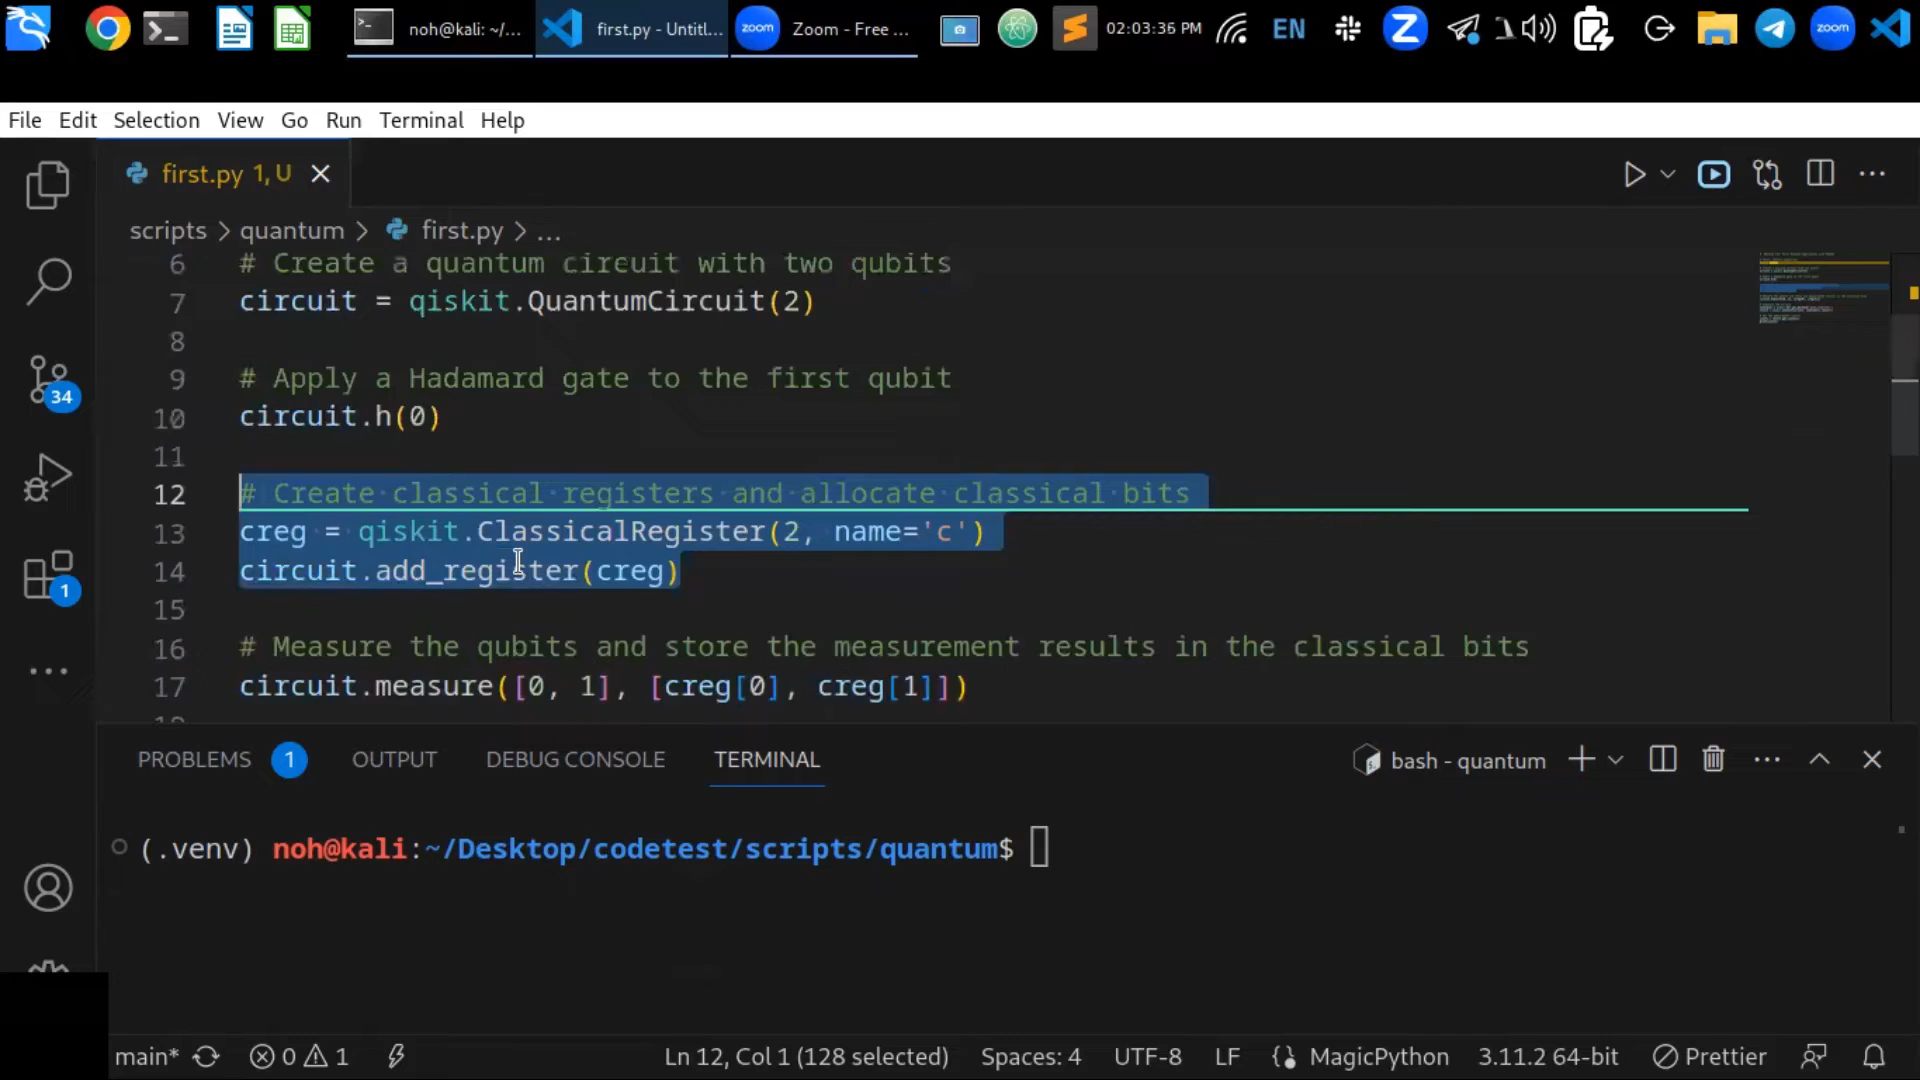 noh@kali: ~/...
first.py - Untitl...
zoom
Zoom - Free ...
02:03:36 PM
EN
zoom
File Edit Selection View Go Run Terminal Help
first.py 1, U
scripts > quantum > first.py > ...
6 # Create a quantum circuit with two qubits
7 circuit = qiskit.QuantumCircuit(2)
8
9 # Apply a Hadamard gate to the first qubit
10 circuit.h(0)
11
12 # Create classical registers and allocate classical bits
13 creg = qiskit.ClassicalRegister(2, name='c')
14 circuit.add_register(creg)
15
16 # Measure the qubits and store the measurement results in the classical bits
17 circuit.measure([0, 1], [creg[0], creg[1]])
34
1
PROBLEMS 1 OUTPUT DEBUG CONSOLE TERMINAL
bash - quantum
(.venv) noh@kali:~/Desktop/codetest/scripts/quantum$
main* 0 1 Ln 12, Col 1 (128 selected) Spaces: 4 UTF-8 LF MagicPython 3.11.2 64-bit Prettier